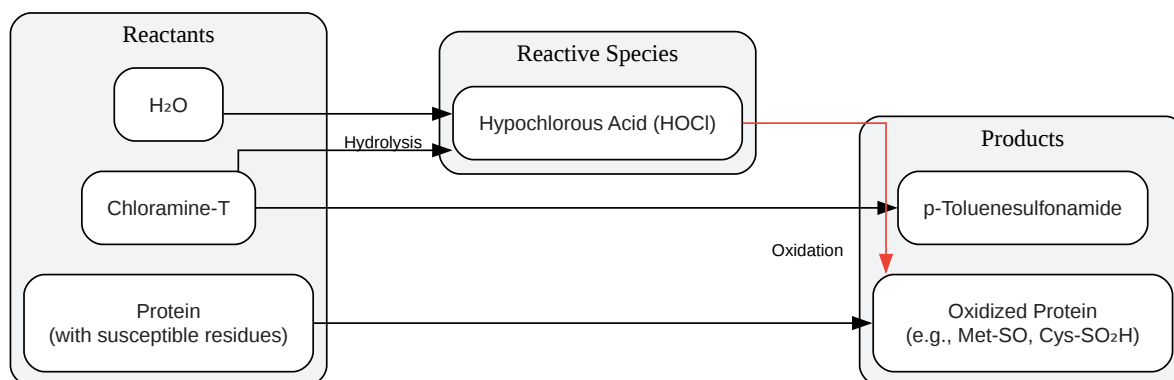 Reactants
H₂O
Chloramine-T
Protein
(with susceptible residues)
Hydrolysis
Reactive Species
Hypochlorous Acid (HOCl)
Oxidation
Products
p-Toluenesulfonamide
Oxidized Protein
(e.g., Met-SO, Cys-SO₂H)